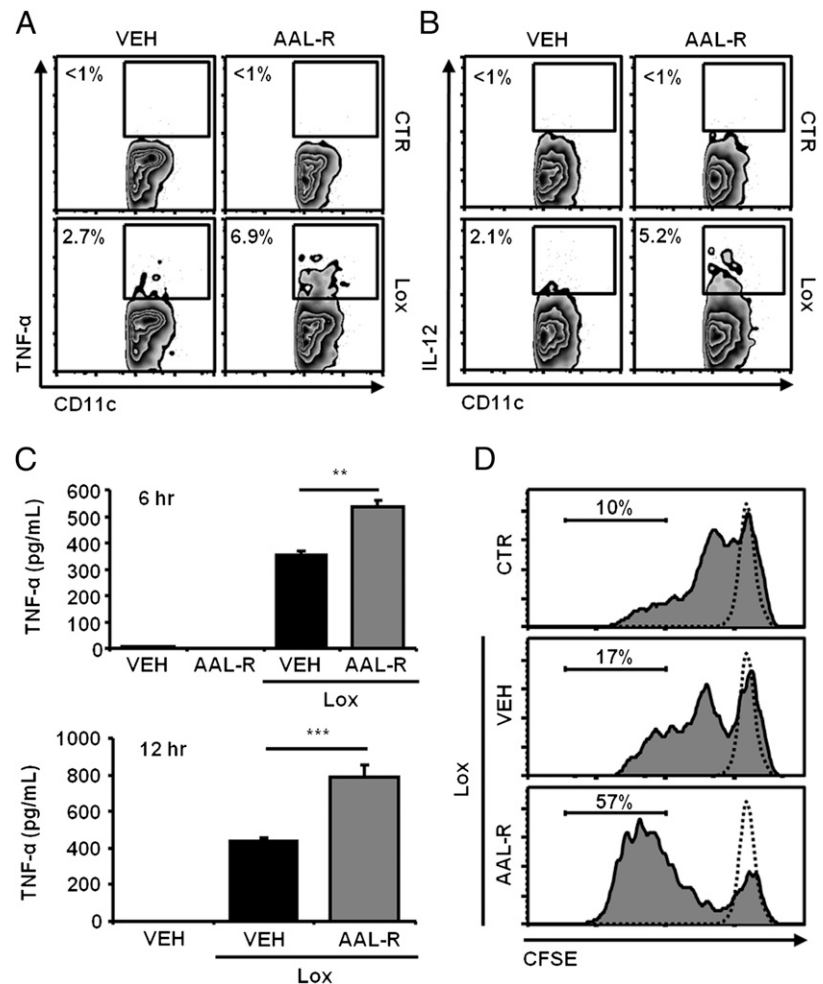 A
VEH AAL-R
<1% <1%
CTR
2.7% 6.9%
Lox
TNF-α
CD11c
B
VEH AAL-R
<1% <1%
CTR
2.1% 5.2%
Lox
IL-12
CD11c
C
6 hr
**
TNF-α (pg/mL)
600
500
400
300
200
100
0
VEH AAL-R VEH AAL-R
Lox
12 hr
***
TNF-α (pg/mL)
1000
800
600
400
200
0
VEH VEH AAL-R
Lox
D
10%
CTR
17%
VEH
57%
AAL-R
Lox
CFSE